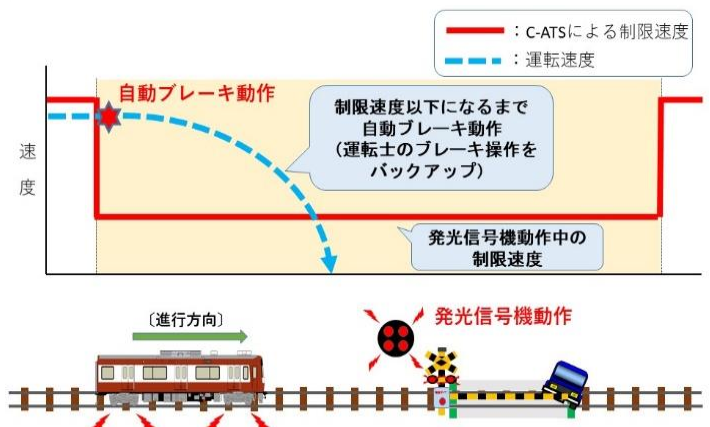 ：C-ATSによる制限速度
：運転速度
自動ブレーキ動作
制限速度以下になるまで
自動ブレーキ動作
（運転士のブレーキ操作を
バックアップ）
速
度
発光信号機動作中の
制限速度
〔進行方向〕
発光信号機動作